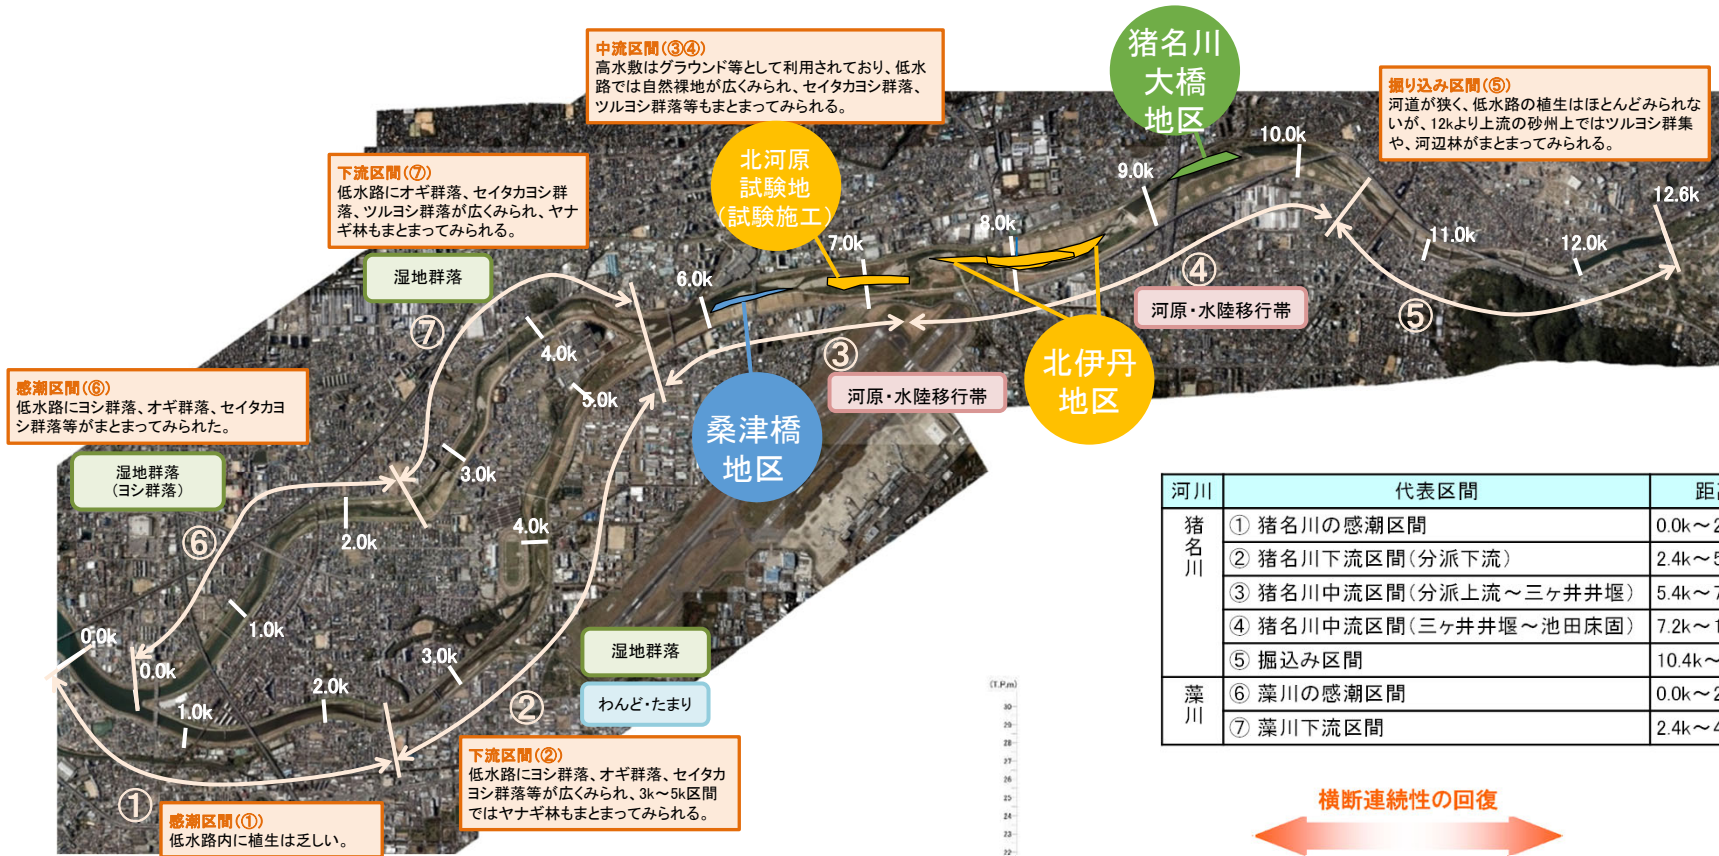 中流区間(③④)
高水敷はグラウンド等として利用されており、低水
路では自然裸地が広くみられ、セイタカヨシ群落、
ツルヨシ群落等もまとまってみられる。
猪名川
大橋
地区
掘り込み区間(⑤)
河道が狭く、低水路の植生はほとんどみられな
いが、12kより上流の砂州上ではツルヨシ群集
や、河辺林がまとまってみられる。
下流区間(⑦)
低水路にオギ群落、セイタカヨシ群
落、ツルヨシ群落が広くみられ、ヤナ
ギ林もまとまってみられる。
北河原
試験地
(試験施工)
湿地群落
感潮区間(⑥)
低水路にヨシ群落、オギ群落、セイタカヨ
シ群落等がまとまってみられた。
湿地群落
(ヨシ群落)
6.0k
7.0k
8.0k
9.0k
10.0k
11.0k
12.0k
12.6k
⑦
4.0k
5.0k
③
④
⑤
河原・水陸移行帯
河原・水陸移行帯
桑津橋
地区
北伊丹
地区
3.0k
⑥
2.0k
4.0k
1.0k
0.0k
0.0k
1.0k
2.0k
3.0k
②
①
湿地群落
わんど・たまり
下流区間(②)
低水路にヨシ群落、オギ群落、セイタカ
ヨシ群落等が広くみられ、3k～5k区間
ではヤナギ林もまとまってみられる。
感潮区間(①)
低水路内に植生は乏しい。
河川 代表区間
猪名川
① 猪名川の感潮区間 0.0k～2
② 猪名川下流区間(分派下流) 2.4k～5
③ 猪名川中流区間(分派上流～三ヶ井井堰) 5.4k～7
④ 猪名川中流区間(三ヶ井井堰～池田床固) 7.2k～1
⑤ 掘込み区間 10.4k～
藻川
⑥ 藻川の感潮区間 0.0k～2
⑦ 藻川下流区間 2.4k～4
(T.P.m)
30
29
28
27
26
25
24
23
22
横断連続性の回復